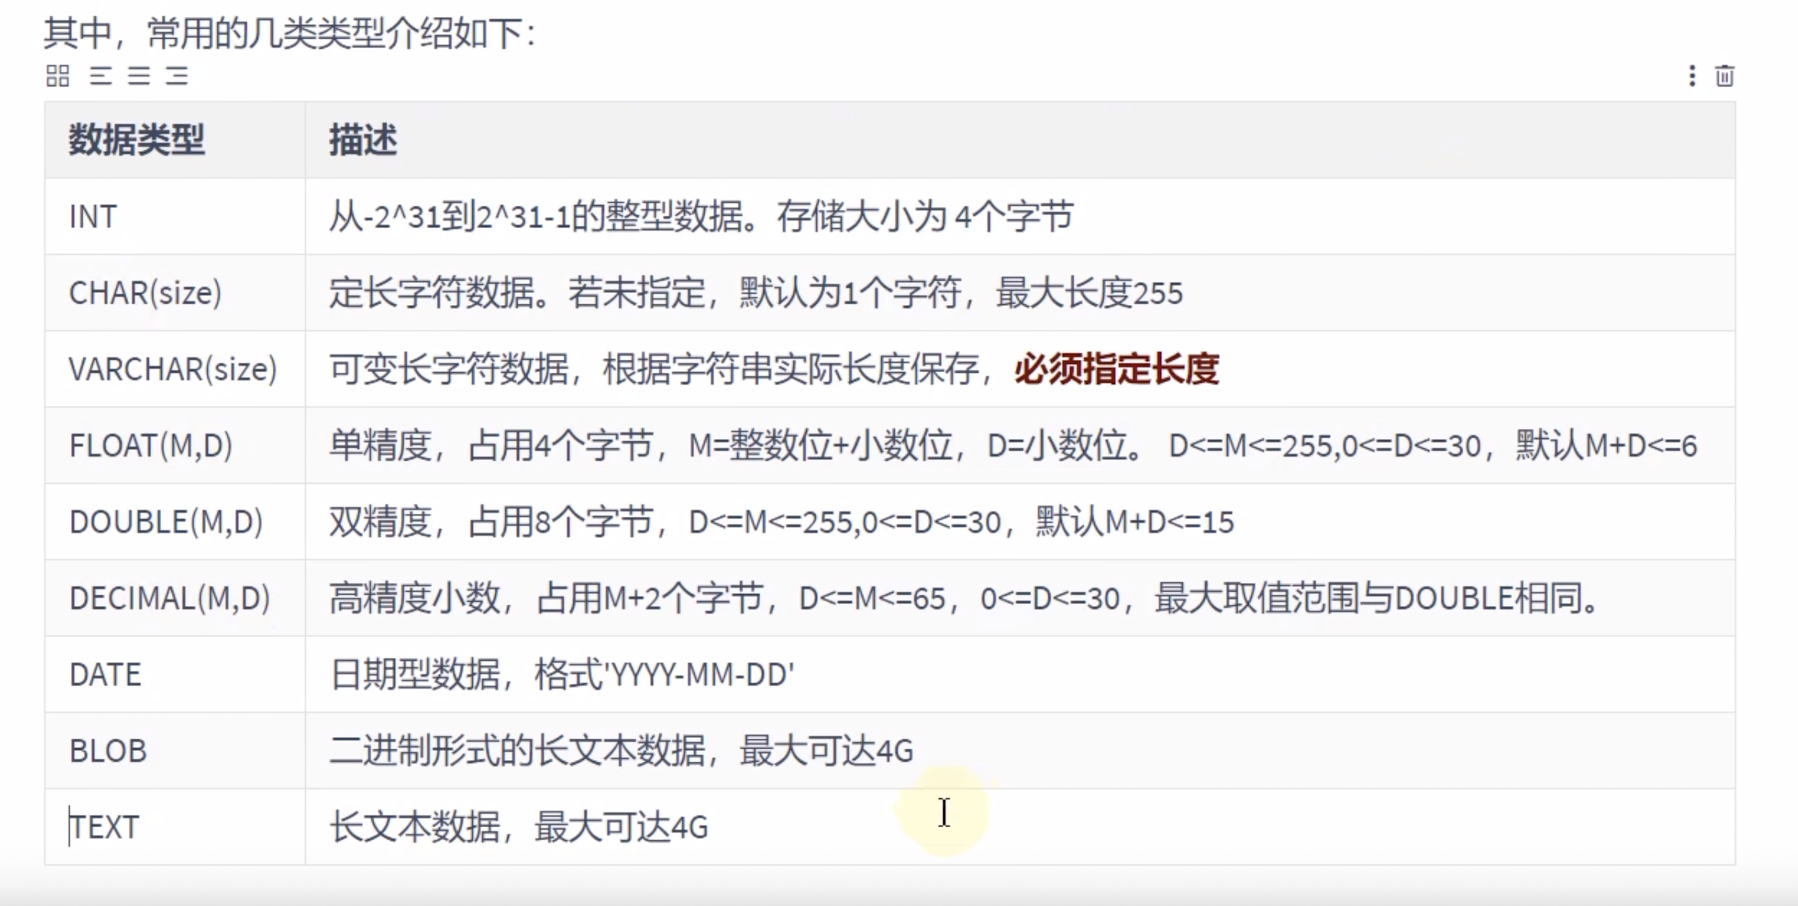 其中，常用的几类类型介绍如下：
数据类型 描述
INT 从-2^31到2^31-1的整型数据。存储大小为 4个字节
CHAR(size) 定长字符数据。若未指定，默认为1个字符，最大长度255
VARCHAR(size) 可变长字符数据，根据字符串实际长度保存，必须指定长度
FLOAT(M,D) 单精度，占用4个字节，M=整数位+小数位，D=小数位。 D<=M<=255,0<=D<=30，默认M+D<=6
DOUBLE(M,D) 双精度，占用8个字节，D<=M<=255,0<=D<=30，默认M+D<=15
DECIMAL(M,D) 高精度小数，占用M+2个字节，D<=M<=65，0<=D<=30，最大取值范围与DOUBLE相同。
DATE 日期型数据，格式'YYYY-MM-DD'
BLOB 二进制形式的长文本数据，最大可达4G
TEXT 长文本数据，最大可达4G